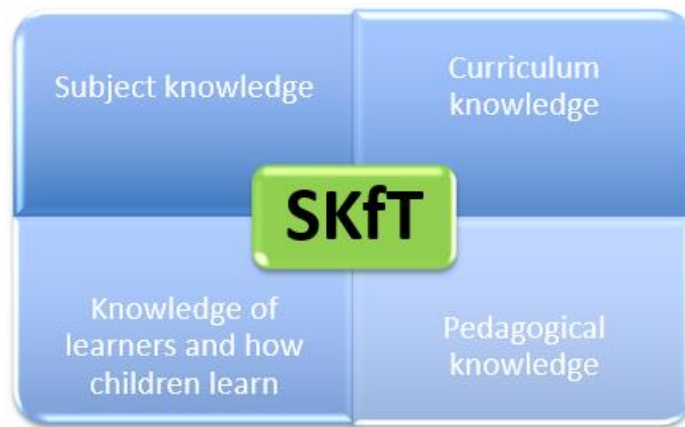 Subject knowledge
Curriculum
knowledge
SKfT
Knowledge of
learners and how
children learn
Pedagogical
knowledge